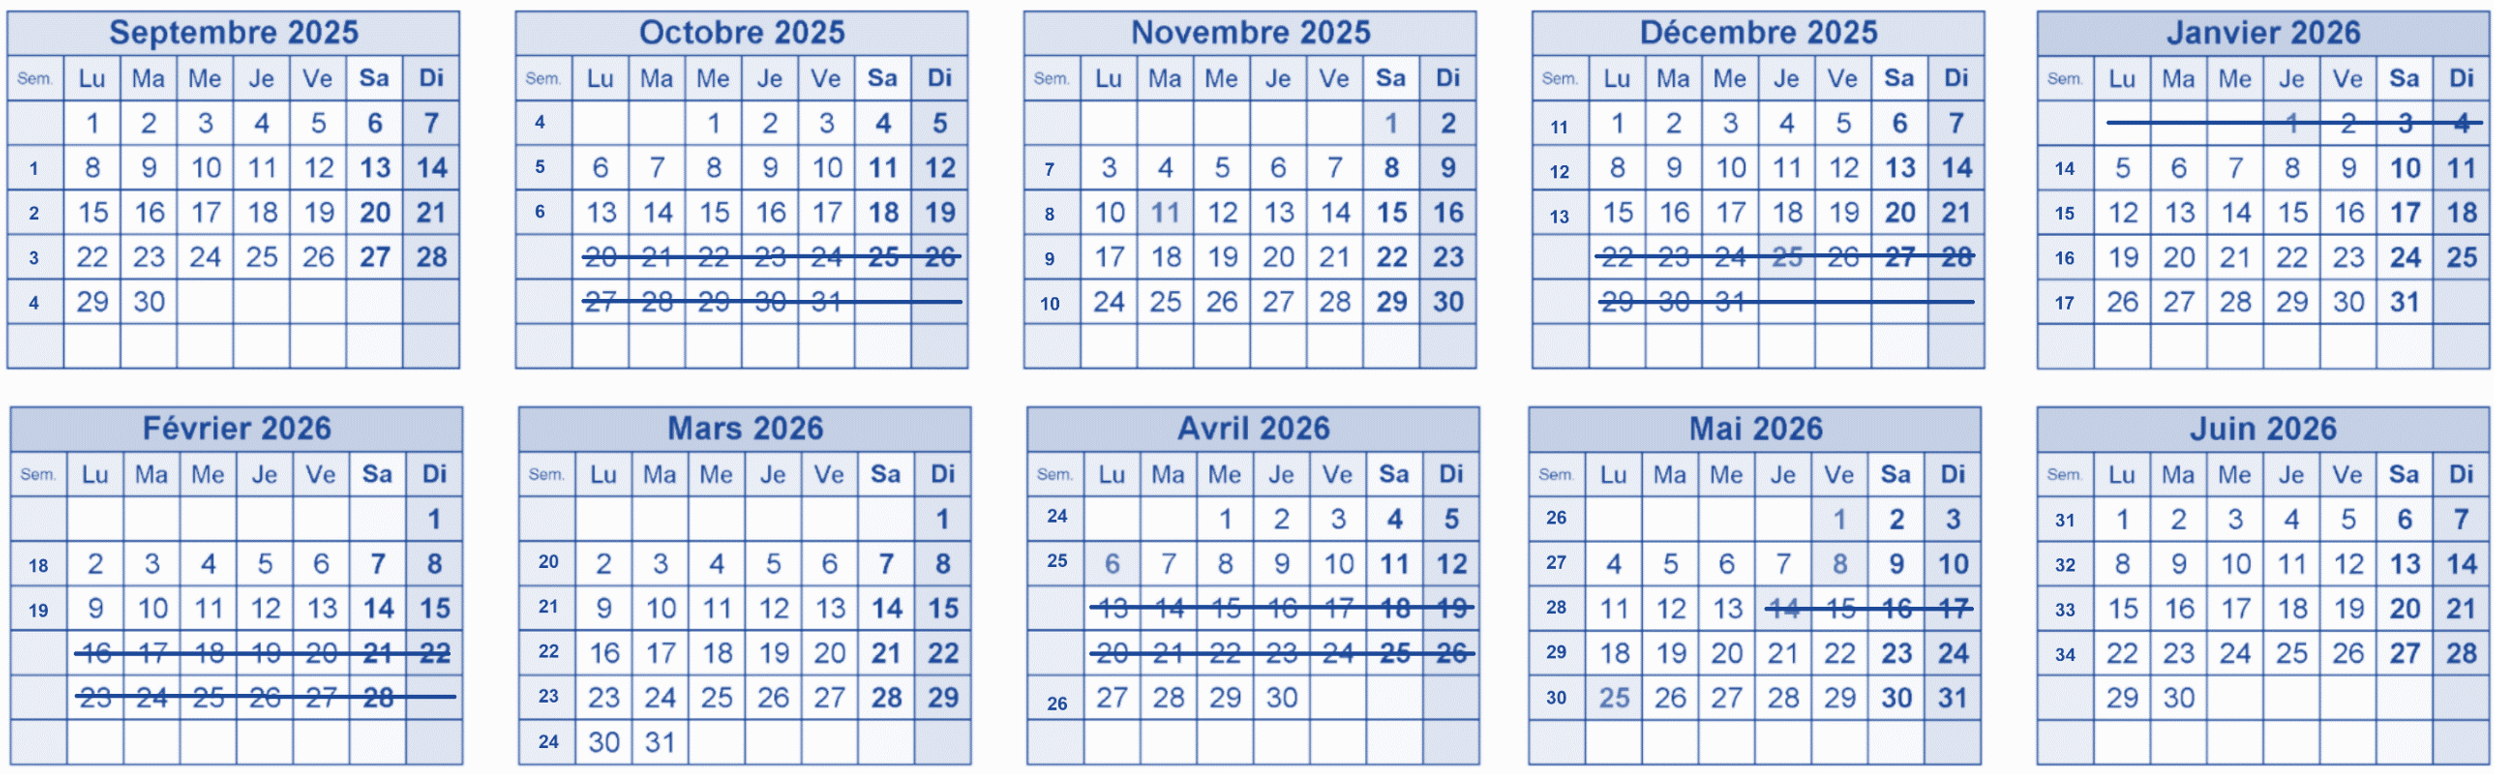 Septembre 2025
Sem. Lu Ma Me Je Ve Sa Di
1 2 3 4 5 6 7
1 8 9 10 11 12 13 14
2 15 16 17 18 19 20 21
3 22 23 24 25 26 27 28
4 29 30
Octobre 2025
Sem. Lu Ma Me Je Ve Sa Di
4 1 2 3 4 5
5 6 7 8 9 10 11 12
6 13 14 15 16 17 18 19
20 21 22 23 24 25 26
27 28 29 30 31
Novembre 2025
Sem. Lu Ma Me Je Ve Sa Di
1 2
7 3 4 5 6 7 8 9
8 10 11 12 13 14 15 16
9 17 18 19 20 21 22 23
10 24 25 26 27 28 29 30
Décembre 2025
Sem. Lu Ma Me Je Ve Sa Di
11 1 2 3 4 5 6 7
12 8 9 10 11 12 13 14
13 15 16 17 18 19 20 21
22 23 24 25 26 27 28
29 30 31
Janvier 2026
Sem. Lu Ma Me Je Ve Sa Di
1 2 3 4
14 5 6 7 8 9 10 11
15 12 13 14 15 16 17 18
16 19 20 21 22 23 24 25
17 26 27 28 29 30 31
Février 2026
Sem. Lu Ma Me Je Ve Sa Di
1
18 2 3 4 5 6 7 8
19 9 10 11 12 13 14 15
16 17 18 19 20 21 22
23 24 25 26 27 28
Mars 2026
Sem. Lu Ma Me Je Ve Sa Di
1
20 2 3 4 5 6 7 8
21 9 10 11 12 13 14 15
22 16 17 18 19 20 21 22
23 23 24 25 26 27 28 29
24 30 31
Avril 2026
Sem. Lu Ma Me Je Ve Sa Di
24 1 2 3 4 5
25 6 7 8 9 10 11 12
13 14 15 16 17 18 19
20 21 22 23 24 25 26
26 27 28 29 30
Mai 2026
Sem. Lu Ma Me Je Ve Sa Di
26 1 2 3
27 4 5 6 7 8 9 10
28 11 12 13 14 15 16 17
29 18 19 20 21 22 23 24
30 25 26 27 28 29 30 31
Juin 2026
Sem. Lu Ma Me Je Ve Sa Di
31 1 2 3 4 5 6 7
32 8 9 10 11 12 13 14
33 15 16 17 18 19 20 21
34 22 23 24 25 26 27 28
29 30